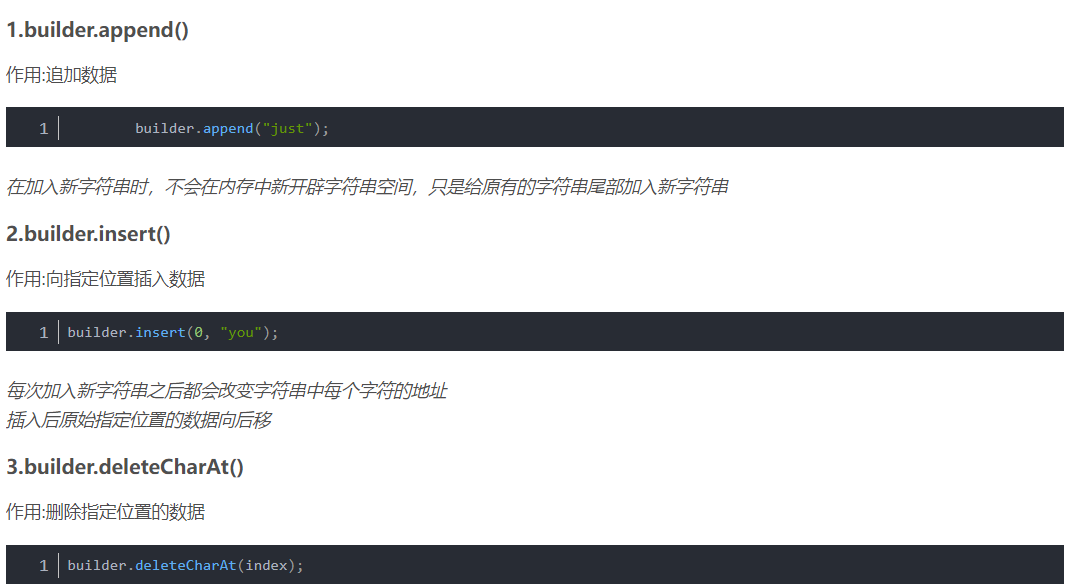 1.builder.append()
作用:追加数据
1 builder.append("just");
在加入新字符串时，不会在内存中新开辟字符串空间，只是给原有的字符串尾部加入新字符串
2.builder.insert()
作用:向指定位置插入数据
1 builder.insert(0, "you");
每次加入新字符串之后都会改变字符串中每个字符的地址
插入后原始指定位置的数据向后移
3.builder.deleteCharAt()
作用:删除指定位置的数据
1 builder.deleteCharAt(index);